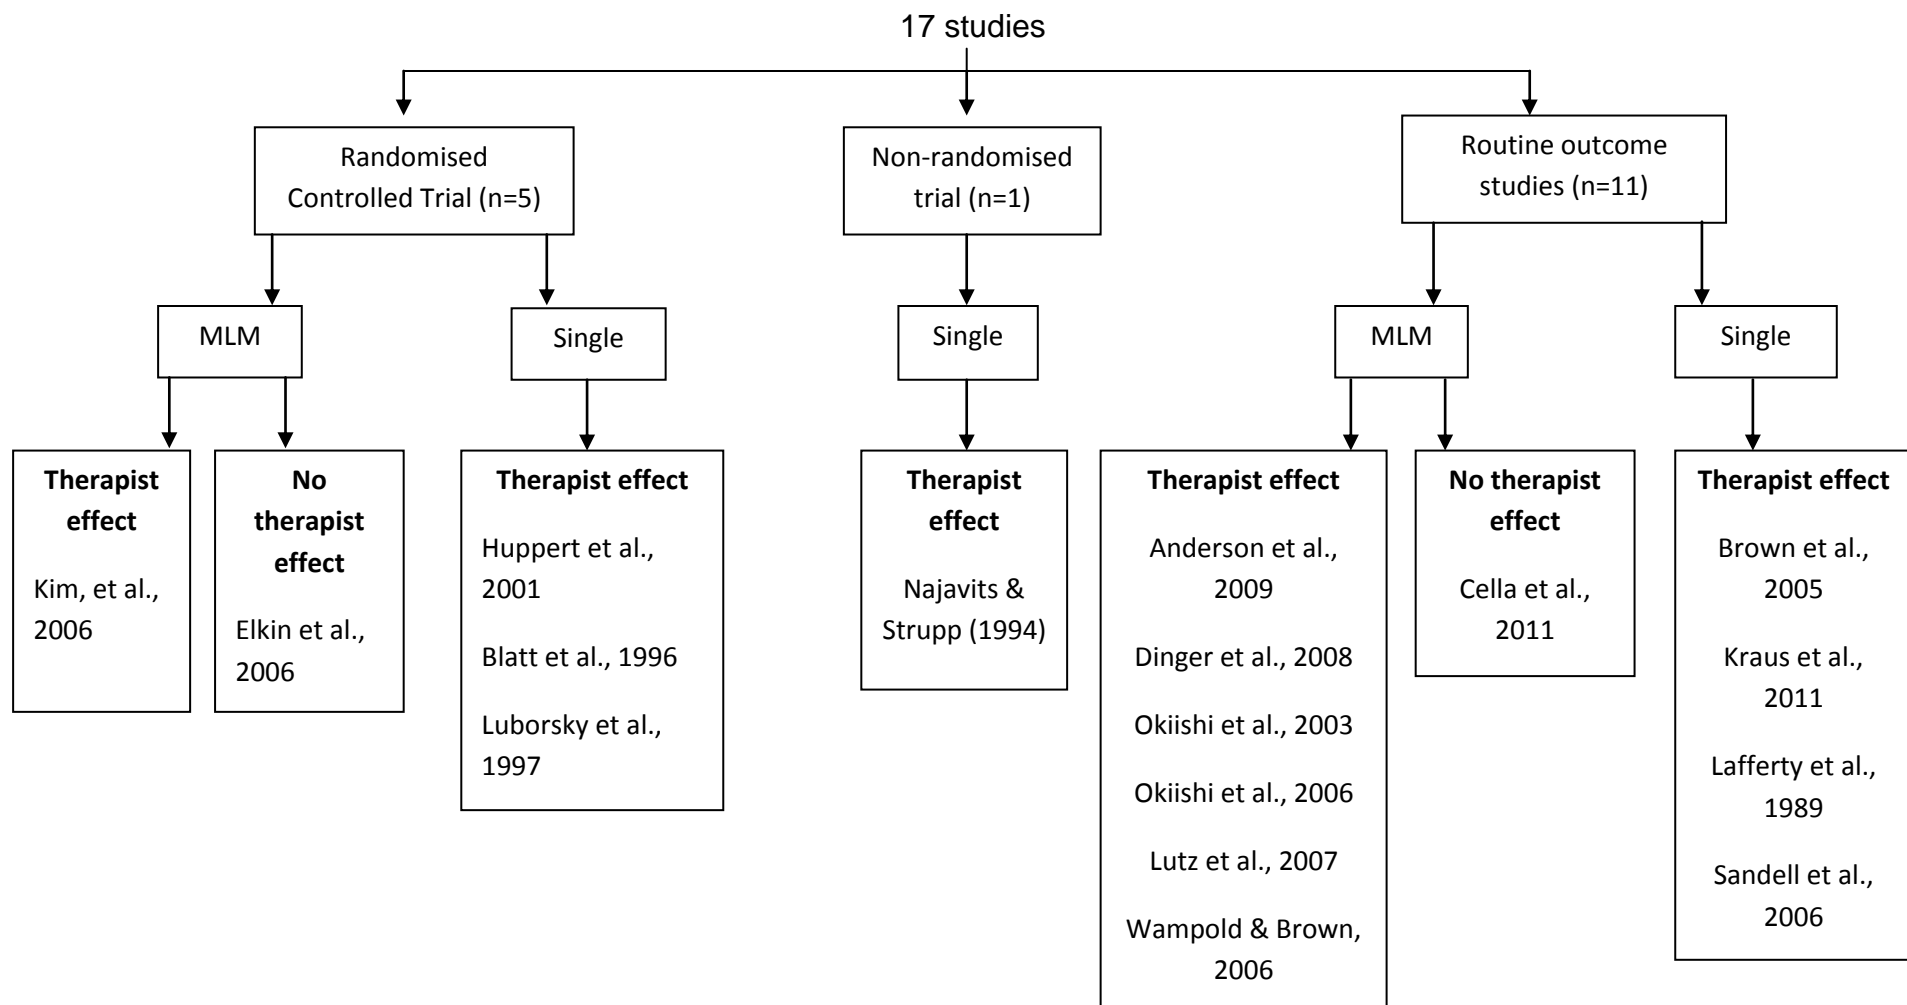 17 studies
Randomised
Controlled Trial (n=5)
Non-randomised
trial (n=1)
Routine outcome
studies (n=11)
MLM
Single
Single
MLM
Single
Therapist
effect
Kim, et al.,
2006
No
therapist
effect
Elkin et al.,
2006
Therapist effect
Huppert et al.,
2001
Blatt et al., 1996
Luborsky et al.,
1997
Therapist
effect
Najavits &
Strupp (1994)
Therapist effect
Anderson et al.,
2009
Dinger et al., 2008
Okiishi et al., 2003
Okiishi et al., 2006
Lutz et al., 2007
Wampold & Brown,
2006
No therapist
effect
Cella et al.,
2011
Therapist effect
Brown et al.,
2005
Kraus et al.,
2011
Lafferty et al.,
1989
Sandell et al.,
2006